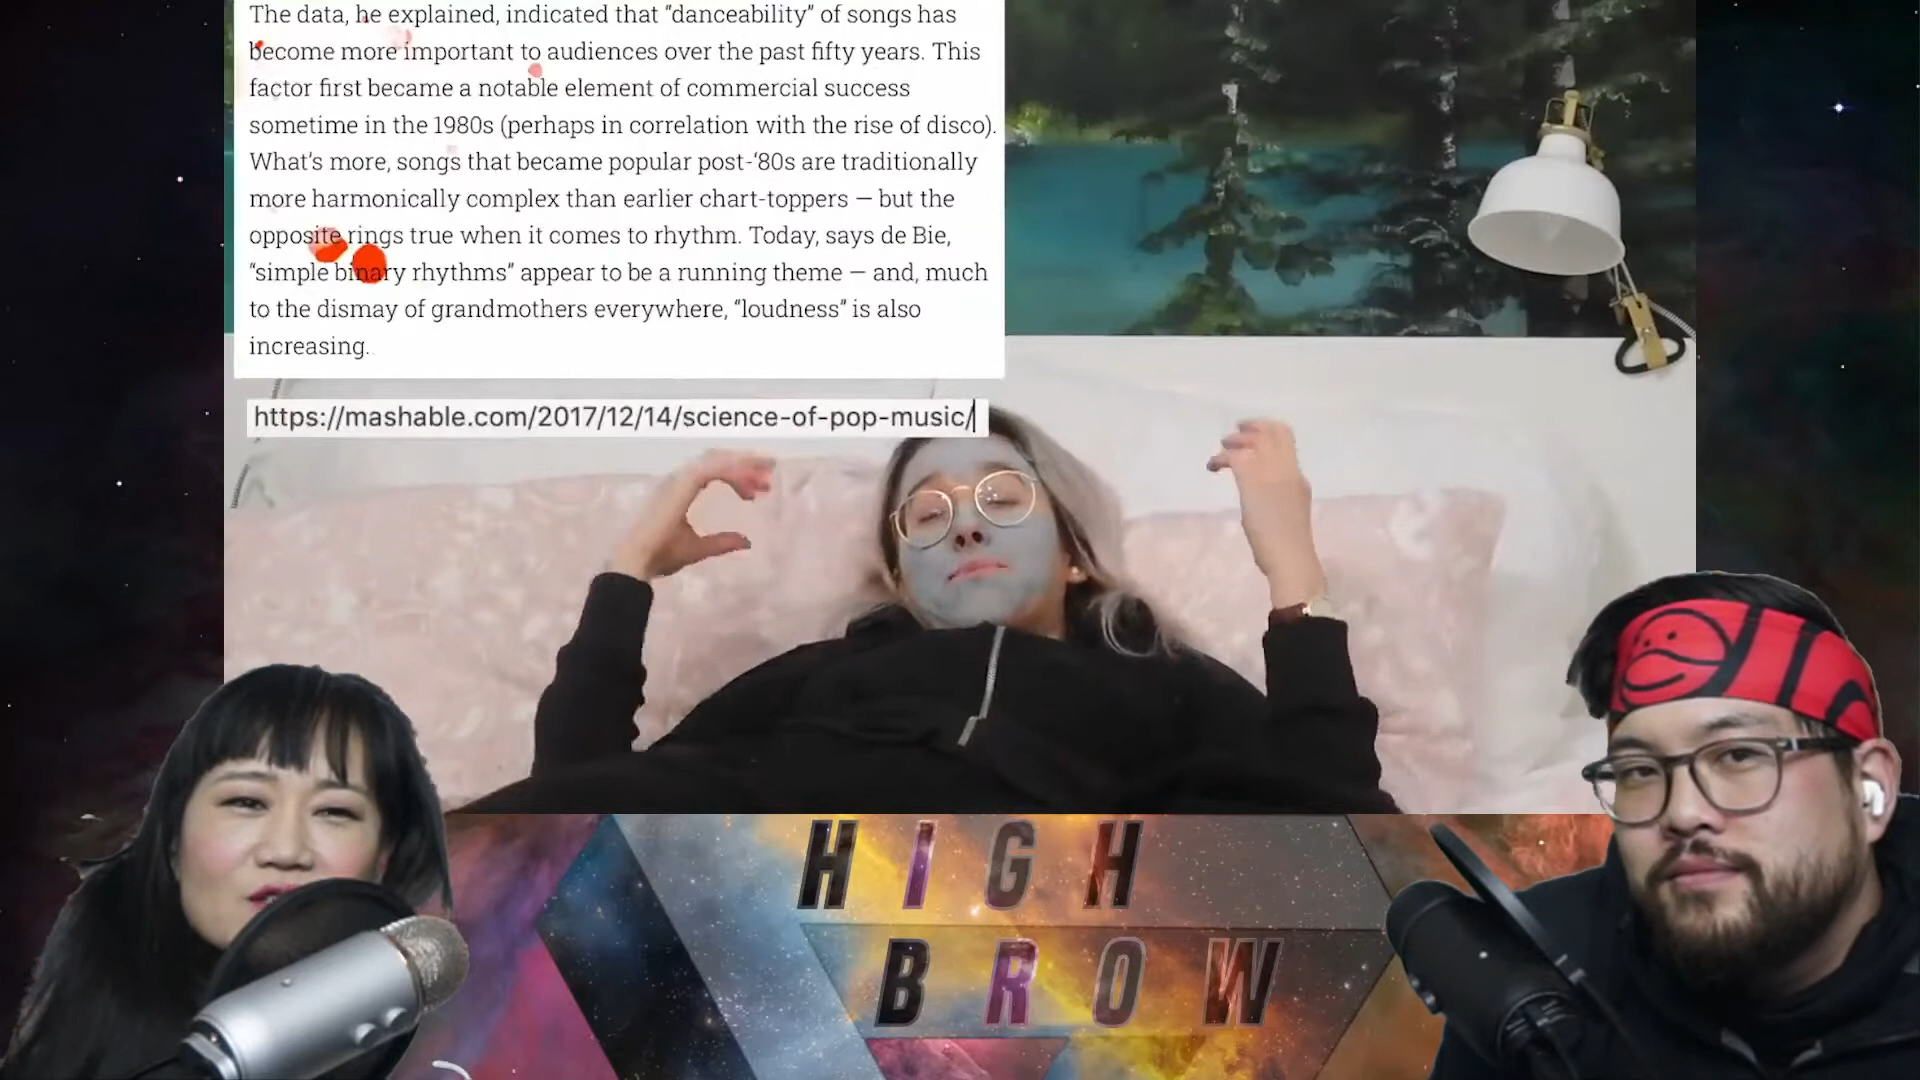 The data, he explained, indicated that “danceability” of songs has
become more important to audiences over the past fifty years. This
factor first became a notable element of commercial success
sometime in the 1980s (perhaps in correlation with the rise of disco).
What’s more, songs that became popular post-‘80s are traditionally
more harmonically complex than earlier chart-toppers — but the
opposite rings true when it comes to rhythm. Today, says de Bie,
“simple binary rhythms” appear to be a running theme — and, much
to the dismay of grandmothers everywhere, “loudness” is also
increasing.
https://mashable.com/2017/12/14/science-of-pop-music/
HIGH
BROW